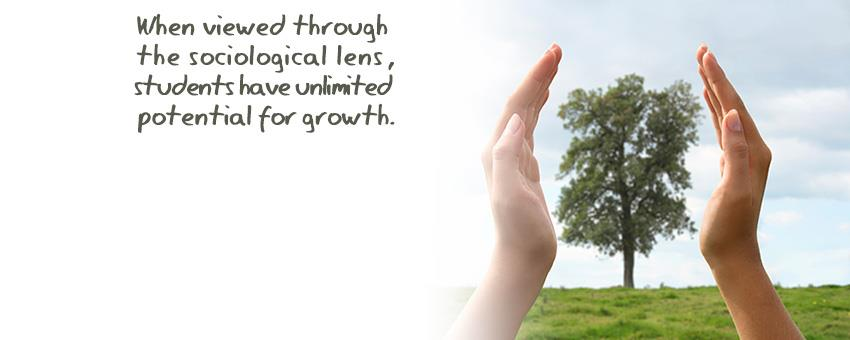 When viewed through
the sociological lens,
students have unlimited
potential for growth.